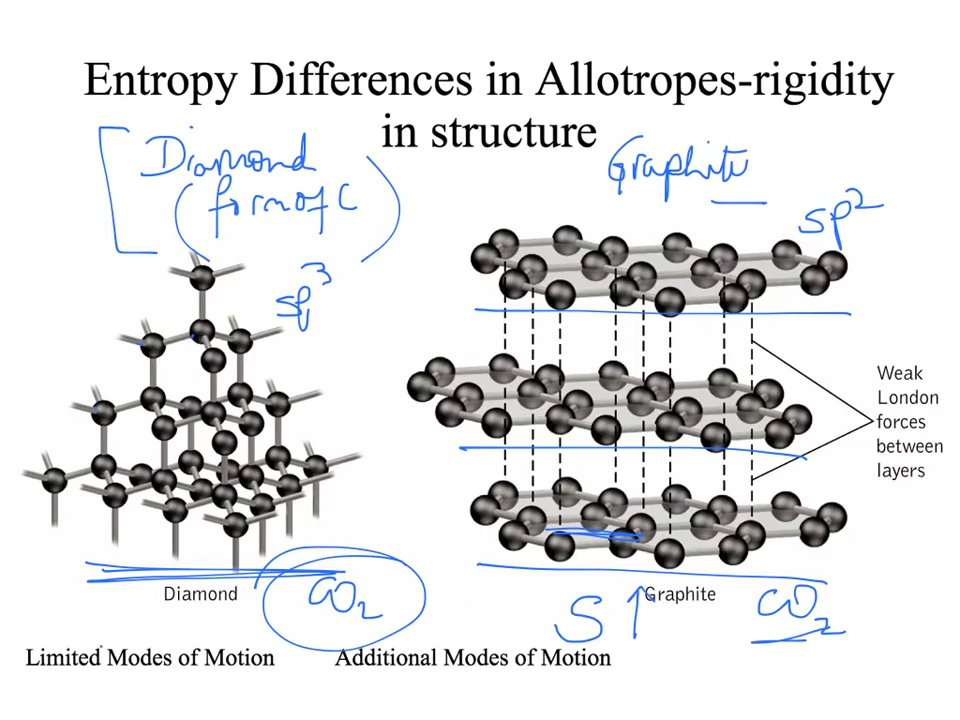 Entropy Differences in Allotropes-rigidity
in structure
Diamond
(form of C)
Graphite
sp²
sp³
Weak
London
forces
between
layers
CO₂
Diamond
S ↑
Graphite
CO₂
Limited Modes of Motion
Additional Modes of Motion